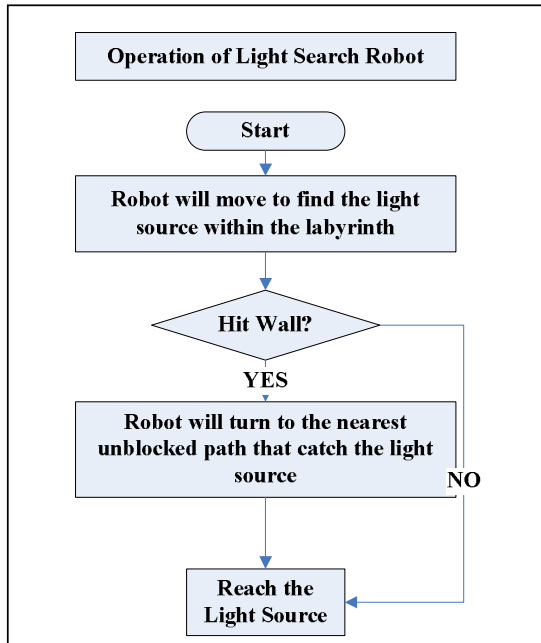 Operation of Light Search Robot
Start
Robot will move to find the light
source within the labyrinth
Hit Wall?
YES
Robot will turn to the nearest
unblocked path that catch the light
source
NO
Reach the
Light Source